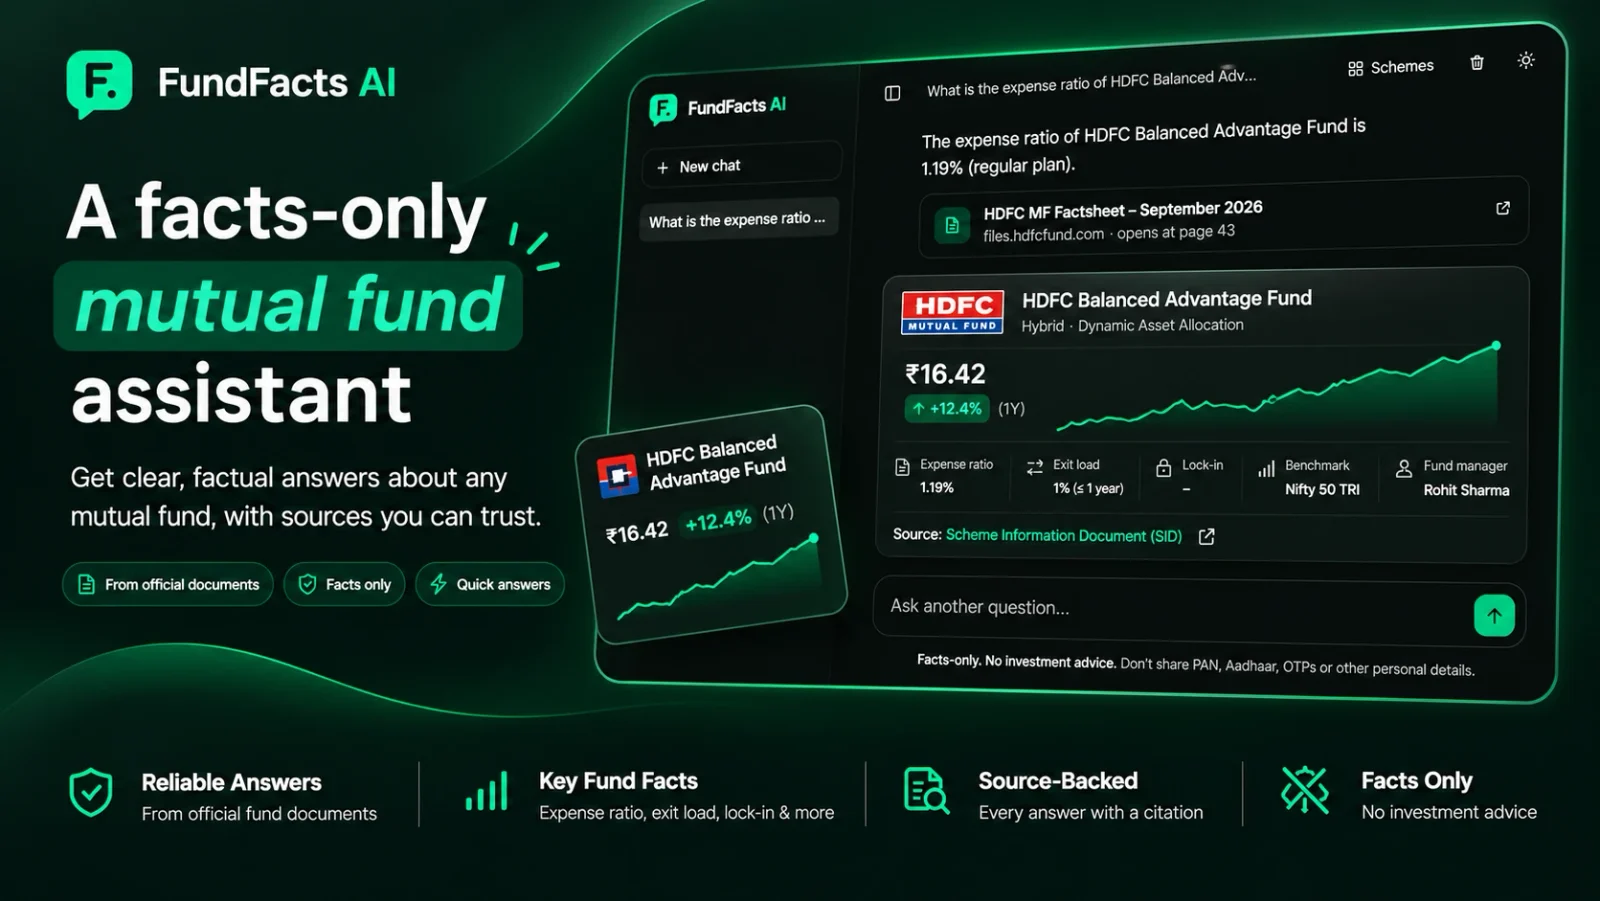 FundFacts AI
A facts-only
mutual fund
assistant
Get clear, factual answers about any
mutual fund, with sources you can trust.
From official documents
Facts only
Quick answers
FundFacts AI
+ New chat
What is the expense ratio ...
What is the expense ratio of HDFC Balanced Adv...
Schemes
The expense ratio of HDFC Balanced Advantage Fund is
1.19% (regular plan).
HDFC MF Factsheet – September 2026
files.hdfcfund.com · opens at page 43
HDFC
MUTUAL FUND
HDFC Balanced Advantage Fund
Hybrid · Dynamic Asset Allocation
₹16.42
↑ +12.4% (1Y)
Expense ratio
1.19%
Exit load
1% (≤ 1 year)
Lock-in
–
Benchmark
Nifty 50 TRI
Fund manager
Rohit Sharma
Source: Scheme Information Document (SID)
Ask another question...
Facts-only. No investment advice. Don't share PAN, Aadhaar, OTPs or other personal details.
HDFC Balanced
Advantage Fund
₹16.42 +12.4% (1Y)
Reliable Answers
From official fund documents
Key Fund Facts
Expense ratio, exit load, lock-in & more
Source-Backed
Every answer with a citation
Facts Only
No investment advice